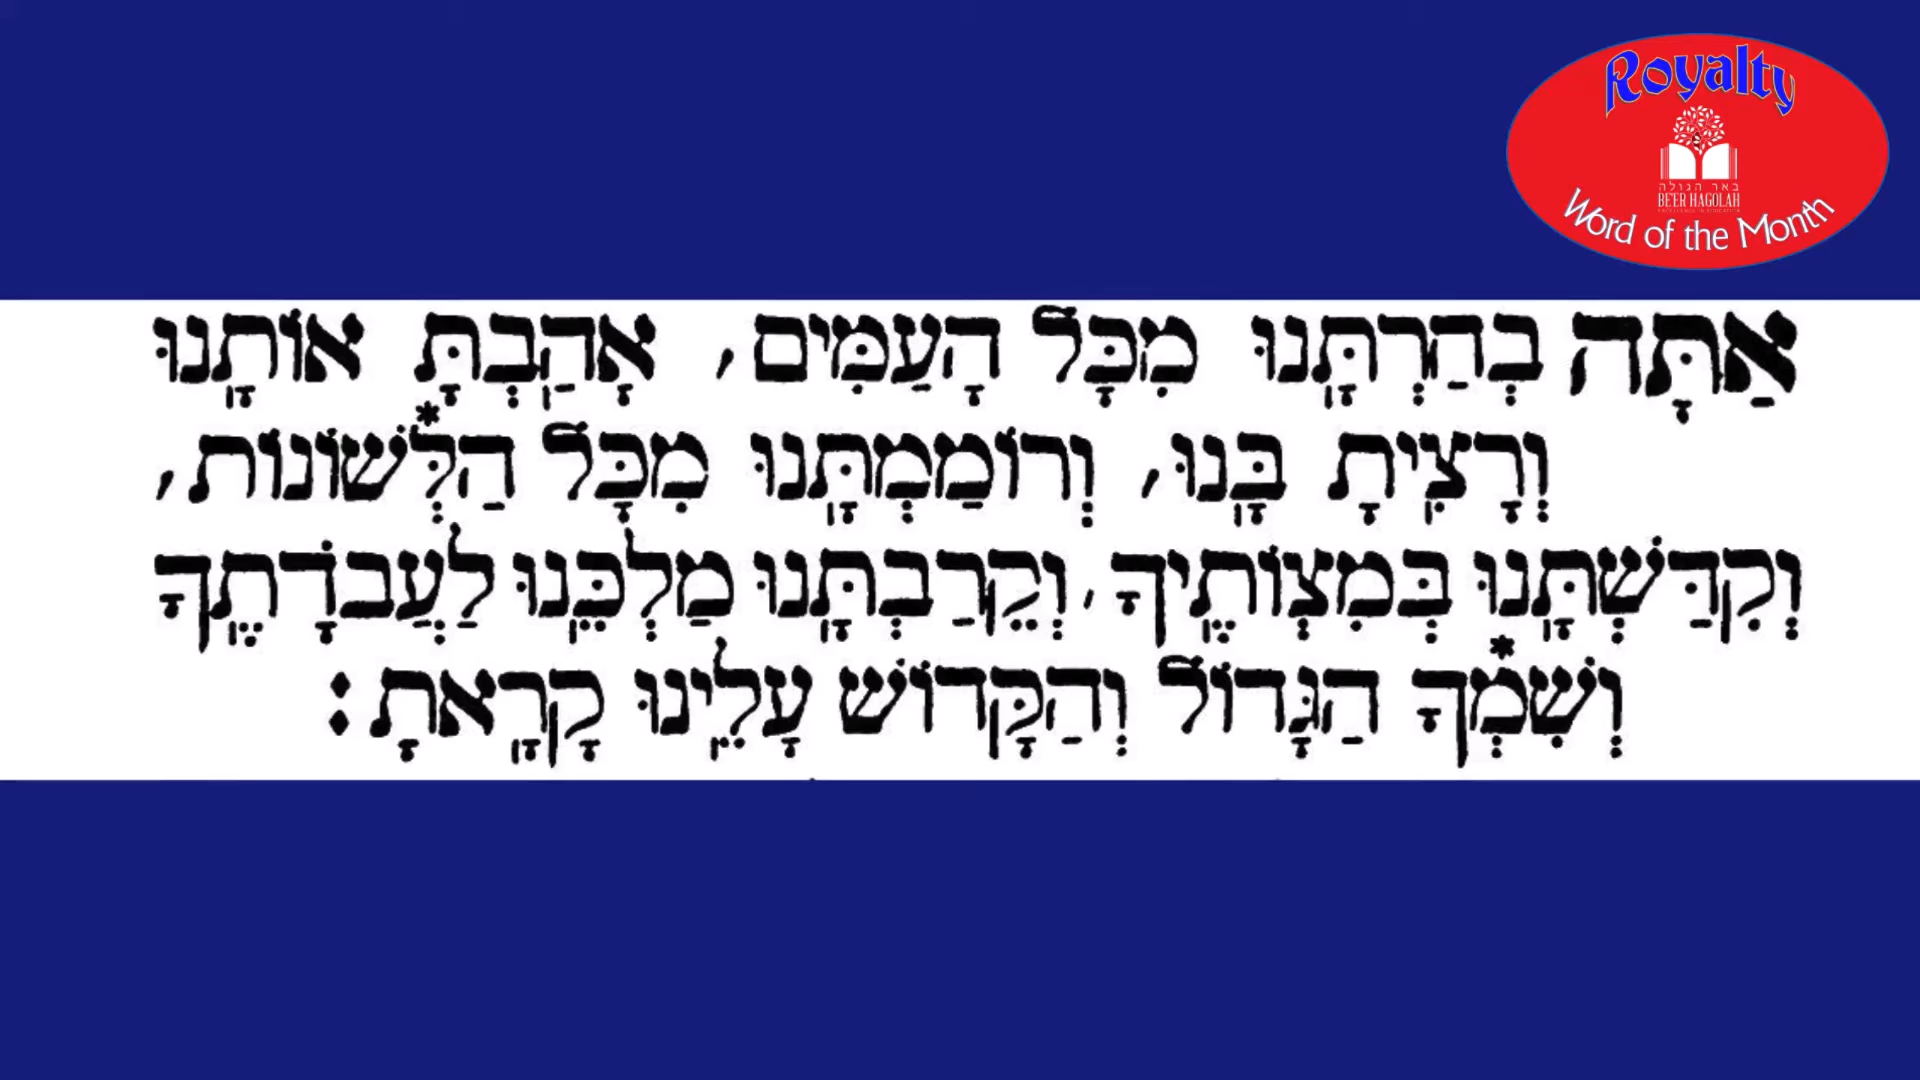 Royalty
באר הגולה
BE'ER HAGOLAH
Word of the Month
אַתָּה בְחַרְתָּֽנוּ מִכָּל הָעַמִּים, אָהַֽבְתָּ אוֹתָֽנוּ
וְרָצִֽיתָ בָּֽנוּ, וְרוֹמַמְתָּֽנוּ מִכָּל הַלְּשׁוֹנוֹת,*
וְקִדַּשְׁתָּֽנוּ בְּמִצְוֹתֶֽיךָ, וְקֵֽרַבְתָּֽנוּ מַלְכֵּֽנוּ לַעֲבֹדָתֶֽךָ
וְשִׁמְךָ* הַגָּדוֹל וְהַקָּדוֹשׁ עָלֵֽינוּ קָרָֽאתָ: